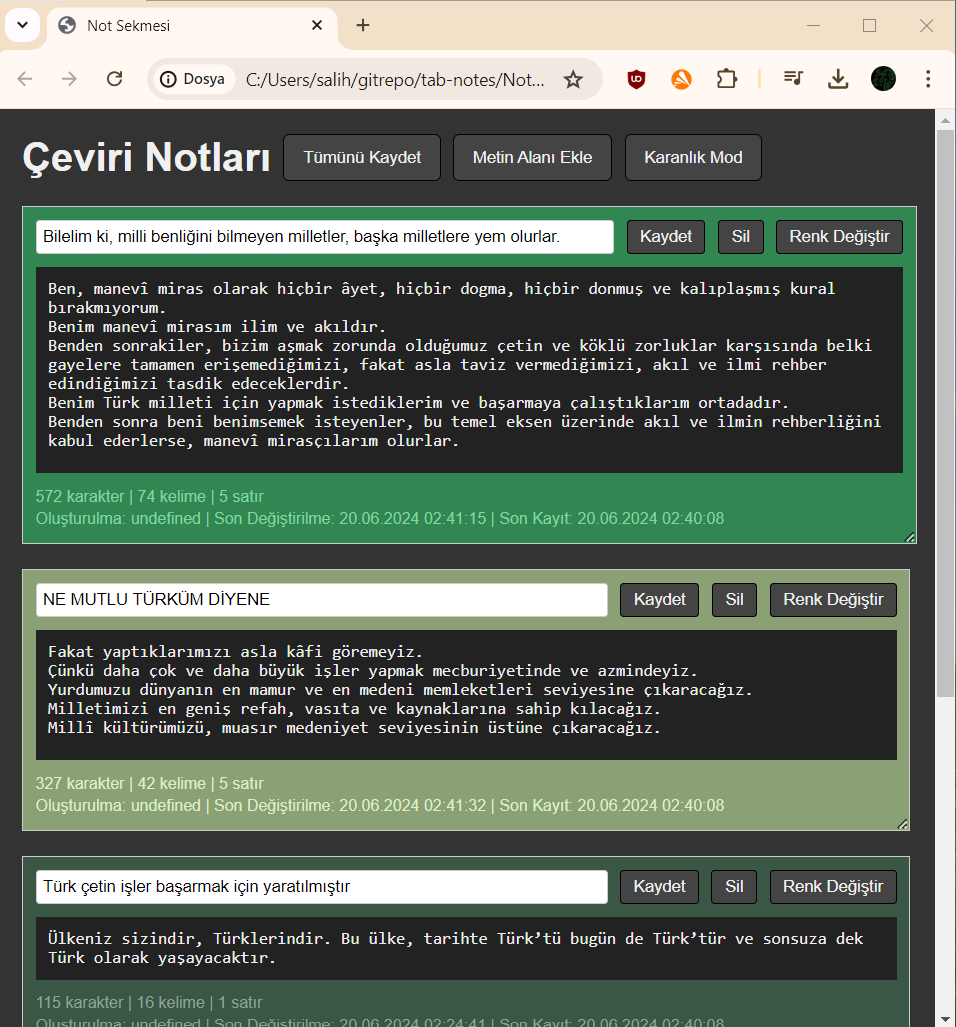 Not Sekmesi
Dosya C:/Users/salih/gitrepo/tab-notes/Not...
Çeviri Notları Tümünü Kaydet Metin Alanı Ekle Karanlık Mod
Bilelim ki, milli benliğini bilmeyen milletler, başka milletlere yem olurlar. Kaydet Sil Renk Değiştir
Ben, manevî miras olarak hiçbir âyet, hiçbir dogma, hiçbir donmuş ve kalıplaşmış kural
bırakmıyorum.
Benim manevî mirasım ilim ve akıldır.
Benden sonrakiler, bizim aşmak zorunda olduğumuz çetin ve köklü zorluklar karşısında belki
gayelere tamamen erişemediğimizi, fakat asla taviz vermediğimizi, akıl ve ilmi rehber
edindiğimizi tasdik edeceklerdir.
Benim Türk milleti için yapmak istediklerim ve başarmaya çalıştıklarım ortadadır.
Benden sonra beni benimsemek isteyenler, bu temel eksen üzerinde akıl ve ilmin rehberliğini
kabul ederlerse, manevî mirasçılarım olurlar.
572 karakter | 74 kelime | 5 satır
Oluşturulma: undefined | Son Değiştirilme: 20.06.2024 02:41:15 | Son Kayıt: 20.06.2024 02:40:08
NE MUTLU TÜRKÜM DİYENE Kaydet Sil Renk Değiştir
Fakat yaptıklarımızı asla kâfi göremeyiz.
Çünkü daha çok ve daha büyük işler yapmak mecburiyetinde ve azmindeyiz.
Yurdumuzu dünyanın en mamur ve en medeni memleketleri seviyesine çıkaracağız.
Milletimizi en geniş refah, vasıta ve kaynaklarına sahip kılacağız.
Millî kültürümüzü, muasır medeniyet seviyesinin üstüne çıkaracağız.
327 karakter | 42 kelime | 5 satır
Oluşturulma: undefined | Son Değiştirilme: 20.06.2024 02:41:32 | Son Kayıt: 20.06.2024 02:40:08
Türk çetin işler başarmak için yaratılmıştır Kaydet Sil Renk Değiştir
Ülkeniz sizindir, Türklerindir. Bu ülke, tarihte Türk’tü bugün de Türk’tür ve sonsuza dek
Türk olarak yaşayacaktır.
115 karakter | 16 kelime | 1 satır
Oluşturulma: undefined | Son Değiştirilme: 20.06.2024 02:24:41 | Son Kayıt: 20.06.2024 02:40:08